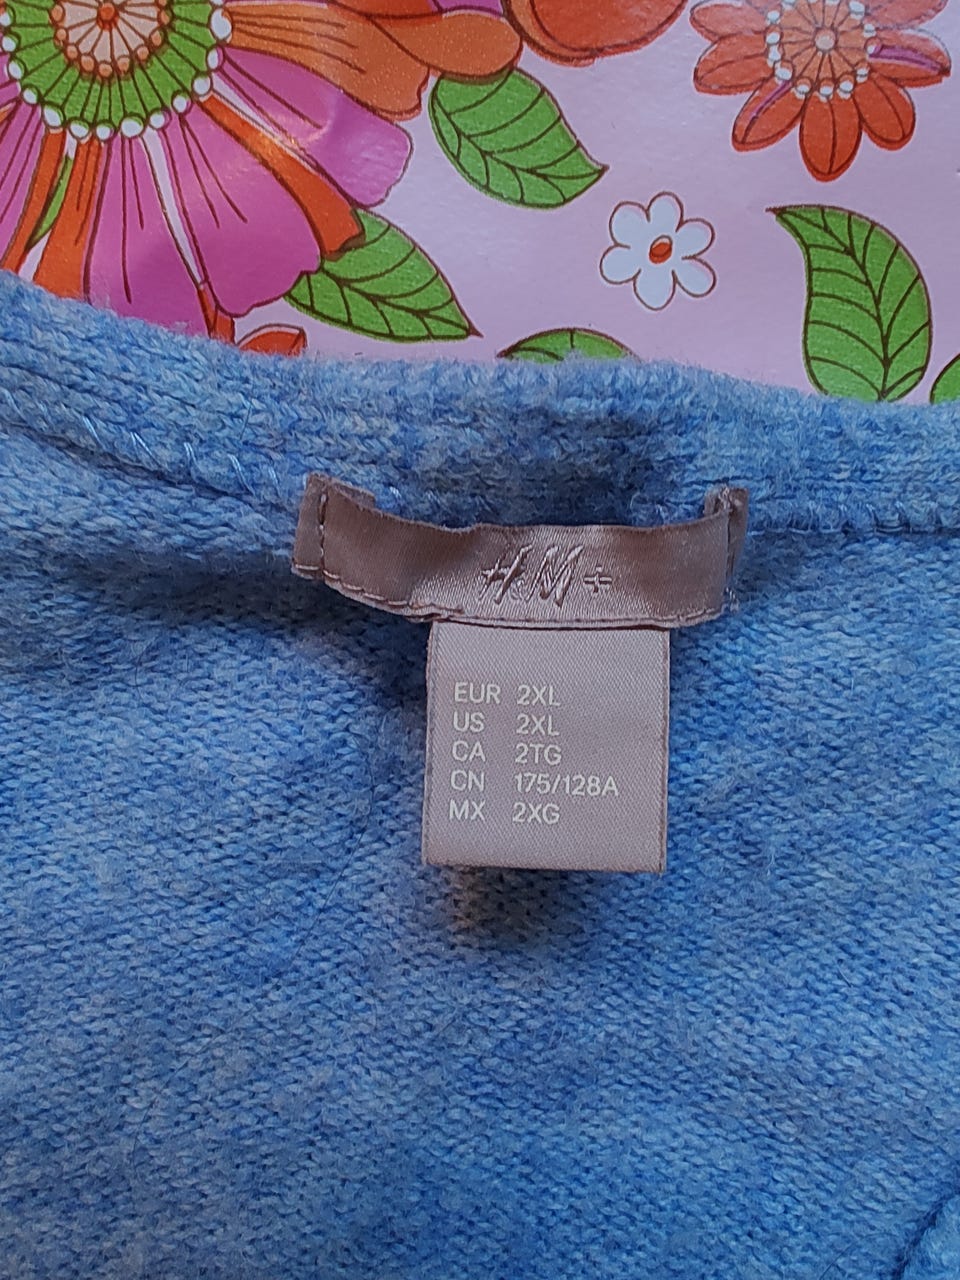 H&M+
EUR 2XL
US 2XL
CA 2TG
CN 175/128A
MX 2XG